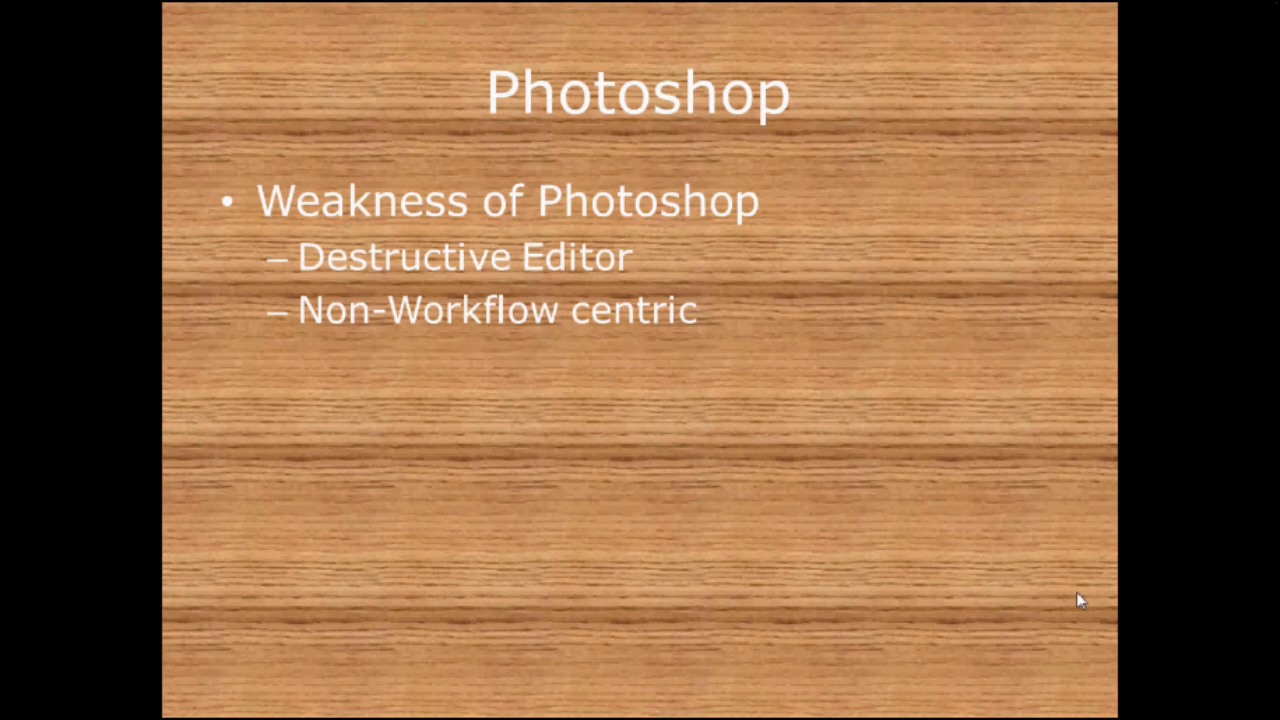 Photoshop
• Weakness of Photoshop
– Destructive Editor
– Non-Workflow centric